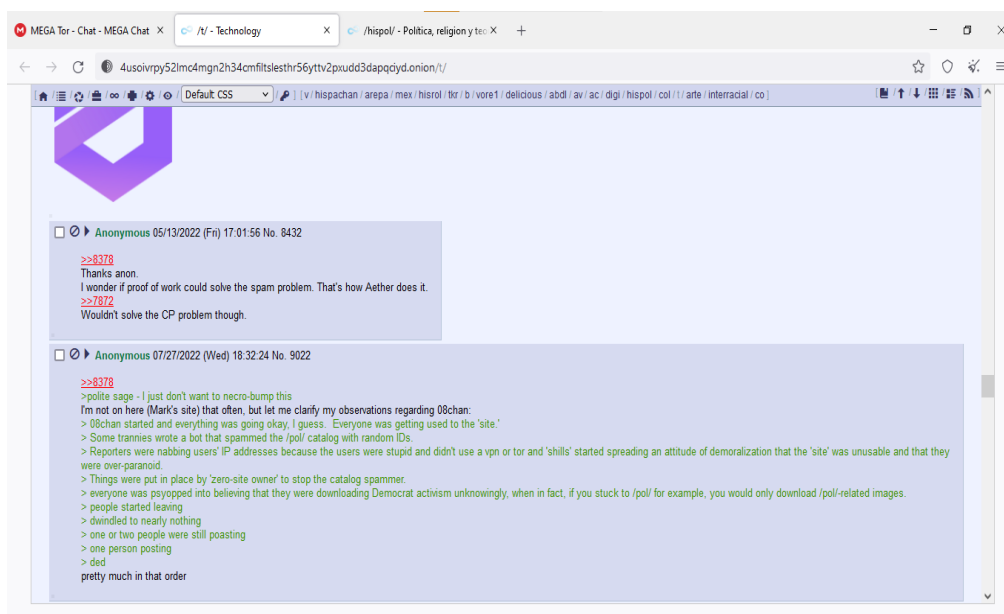 MEGA Tor - Chat - MEGA Chat
/t/ - Technology
/hispol/ - Política, religion y tec
4usoivrpy52lmc4mgn2h34cmfiltslesthr56yttv2pxudd3dapqciyd.onion/t/
Default CSS
[ v / hispachan / arepa / mex / hisrol / tkr / b / vore1 / delicious / abdl / av / ac / digi / hispol / col / t / arte / interracial / co ]
Anonymous 05/13/2022 (Fri) 17:01:56 No. 8432
>>8378
Thanks anon.
I wonder if proof of work could solve the spam problem. That's how Aether does it.
>>7872
Wouldn't solve the CP problem though.
Anonymous 07/27/2022 (Wed) 18:32:24 No. 9022
>>8378
>polite sage - I just don't want to necro-bump this
I'm not on here (Mark's site) that often, but let me clarify my observations regarding 08chan:
> 08chan started and everything was going okay, I guess. Everyone was getting used to the 'site.'
> Some trannies wrote a bot that spammed the /pol/ catalog with random IDs.
> Reporters were nabbing users' IP addresses because the users were stupid and didn't use a vpn or tor and 'shills' started spreading an attitude of demoralization that the 'site' was unusable and that they
were over-paranoid.
> Things were put in place by 'zero-site owner' to stop the catalog spammer.
> everyone was psyopped into believing that they were downloading Democrat activism unknowingly, when in fact, if you stuck to /pol/ for example, you would only download /pol/-related images.
> people started leaving
> dwindled to nearly nothing
> one or two people were still poasting
> one person posting
> ded
pretty much in that order